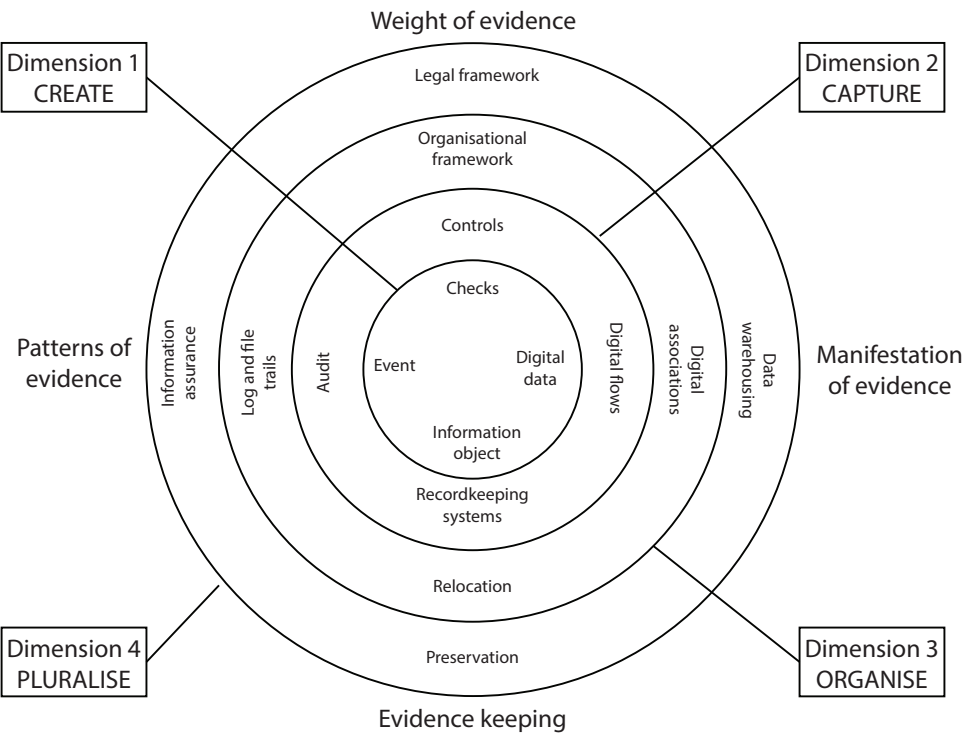 Weight of evidence
Dimension 1
CREATE
Dimension 2
CAPTURE
Legal framework
Organisational
framework
Controls
Checks
Patterns of
evidence
Information
assurance
Log and file
trails
Audit
Event
Digital
data
Digital flows
Digital
associations
Data
warehousing
Manifestation
of evidence
Information
object
Recordkeeping
systems
Relocation
Preservation
Dimension 4
PLURALISE
Dimension 3
ORGANISE
Evidence keeping